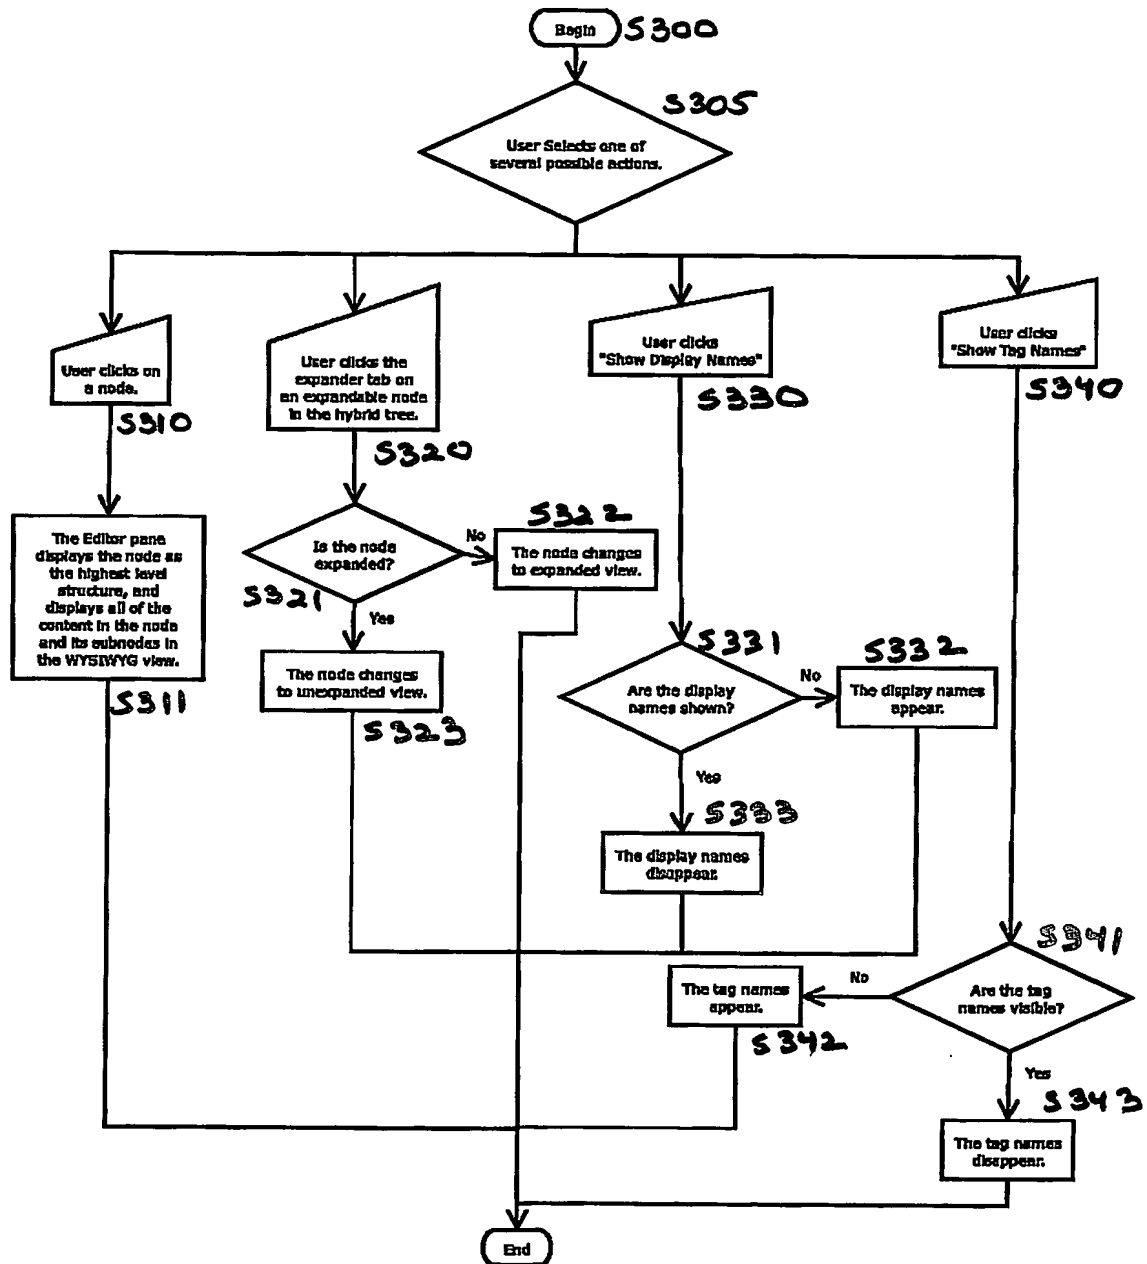 Begin
S300
S305
User Selects one of
several possible actions.
User clicks on
a node.
S310
User clicks the
expander tab on
an expandable node
in the hybrid tree.
S320
User clicks
"Show Display Names"
S330
User clicks
"Show Tag Names"
S340
The Editor pane
displays the node as
the highest level
structure, and
displays all of the
content in the node
and its subnodes in
the WYSIWYG view.
S311
Is the node
expanded?
S321
No
S322
The node changes
to expanded view.
Yes
The node changes
to unexpanded view.
S323
S331
Are the display
names shown?
No
S332
The display names
appear.
Yes
S333
The display names
disappear.
S341
Are the tag
names visible?
No
The tag names
appear.
S342
Yes
S343
The tag names
disappear.
End